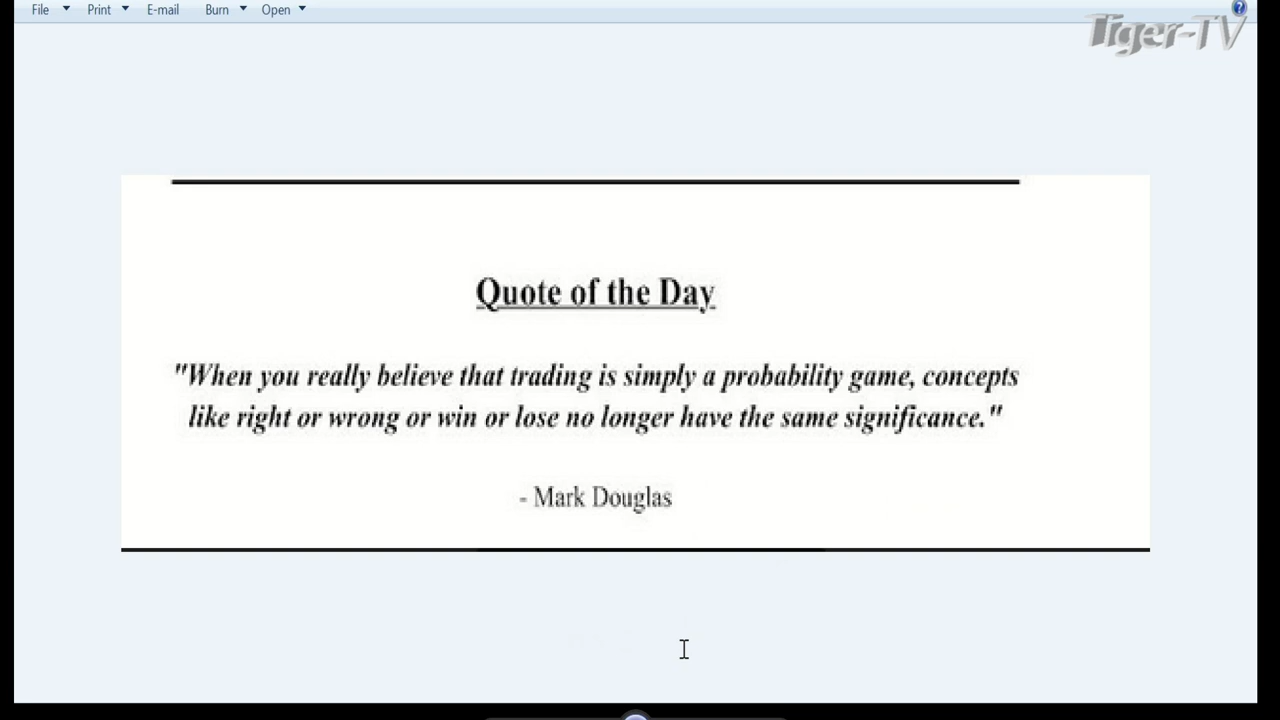 File Print E-mail Burn Open ?
Tiger-TV
Quote of the Day
"When you really believe that trading is simply a probability game, concepts
like right or wrong or win or lose no longer have the same significance."
- Mark Douglas